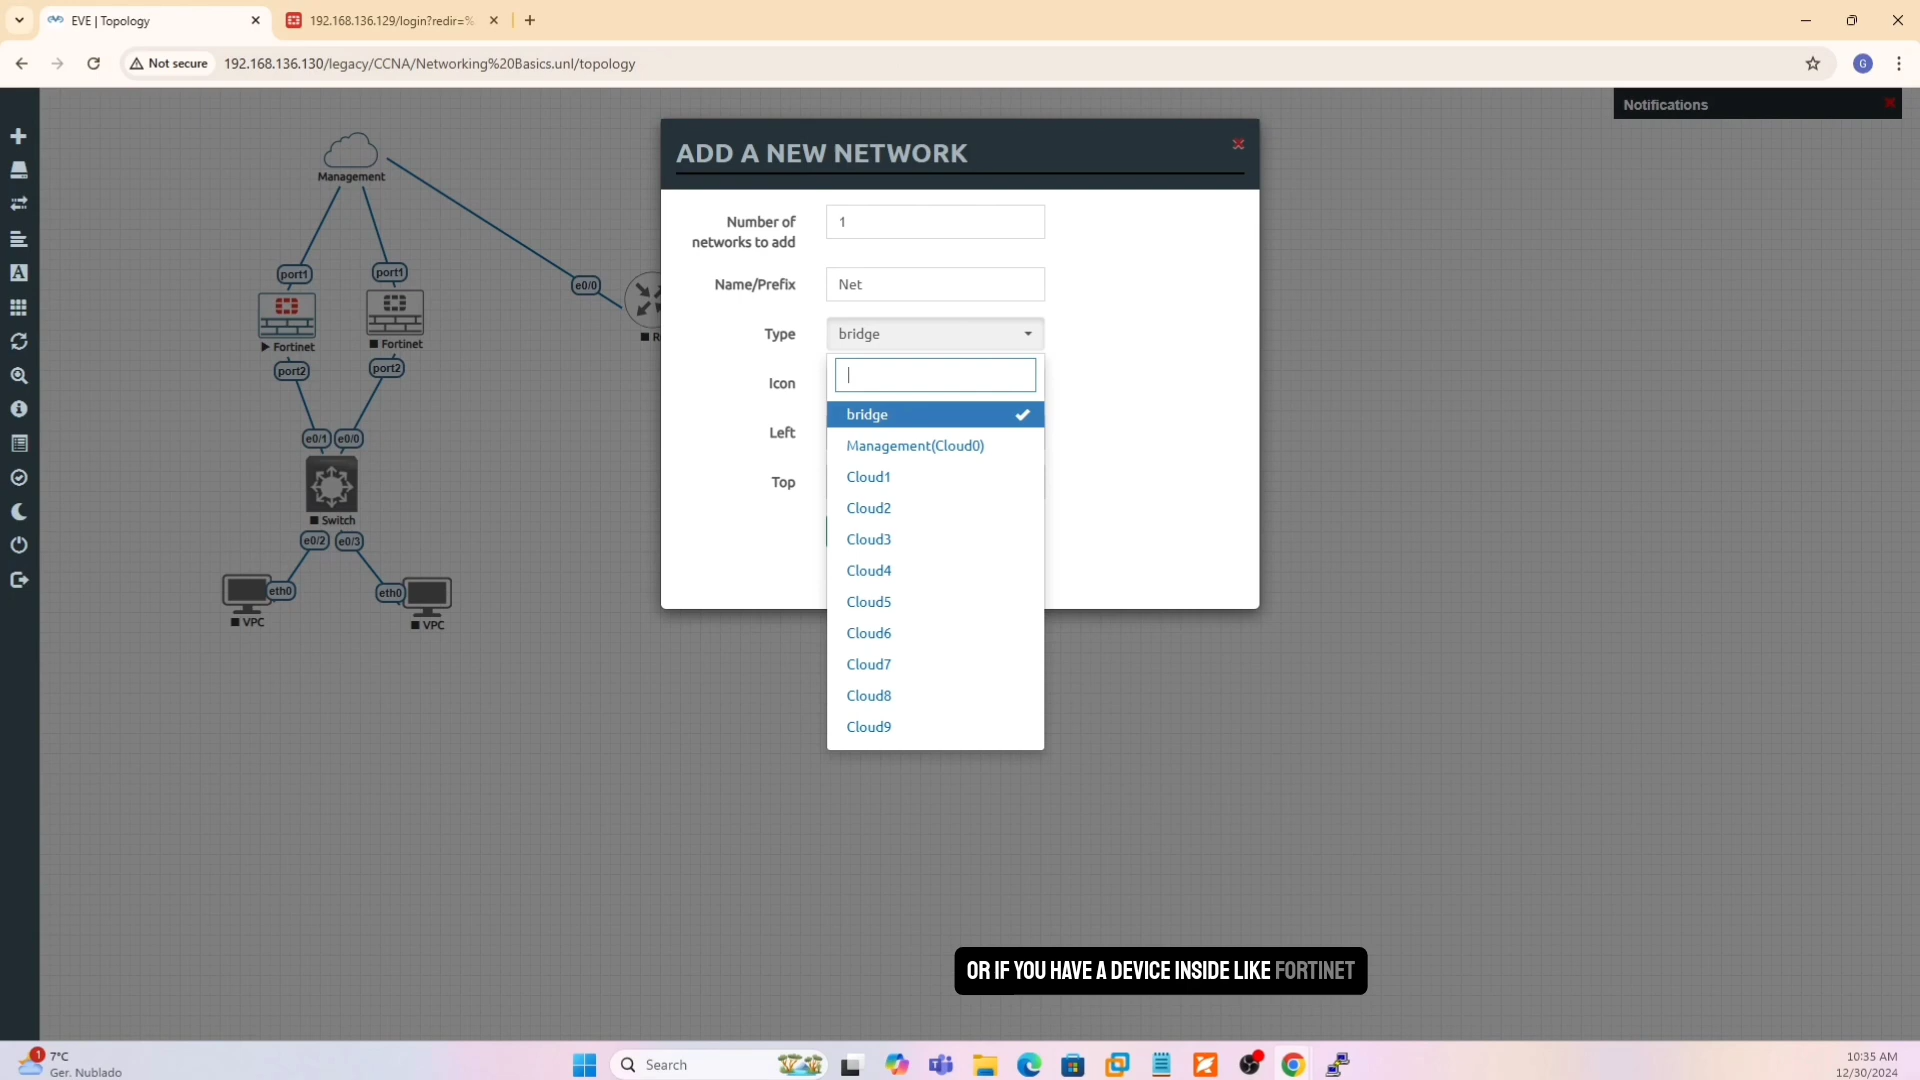 EVE | Topology
192.168.136.129/login?redir=%
Not secure
192.168.136.130/legacy/CCNA/Networking%20Basics.unl/topology
G
Notifications
Management
port1
port1
e0/0
Fortinet
Fortinet
port2
port2
e0/1
e0/0
Switch
e0/2
e0/3
eth0
eth0
VPC
VPC
ADD A NEW NETWORK
Number of
networks to add
1
Name/Prefix
Net
Type
bridge
Icon
Left
Top
bridge
Management(Cloud0)
Cloud1
Cloud2
Cloud3
Cloud4
Cloud5
Cloud6
Cloud7
Cloud8
Cloud9
OR IF YOU HAVE A DEVICE INSIDE LIKE FORTINET
1
7°C
Ger. Nublado
Search
10:35 AM
12/30/2024